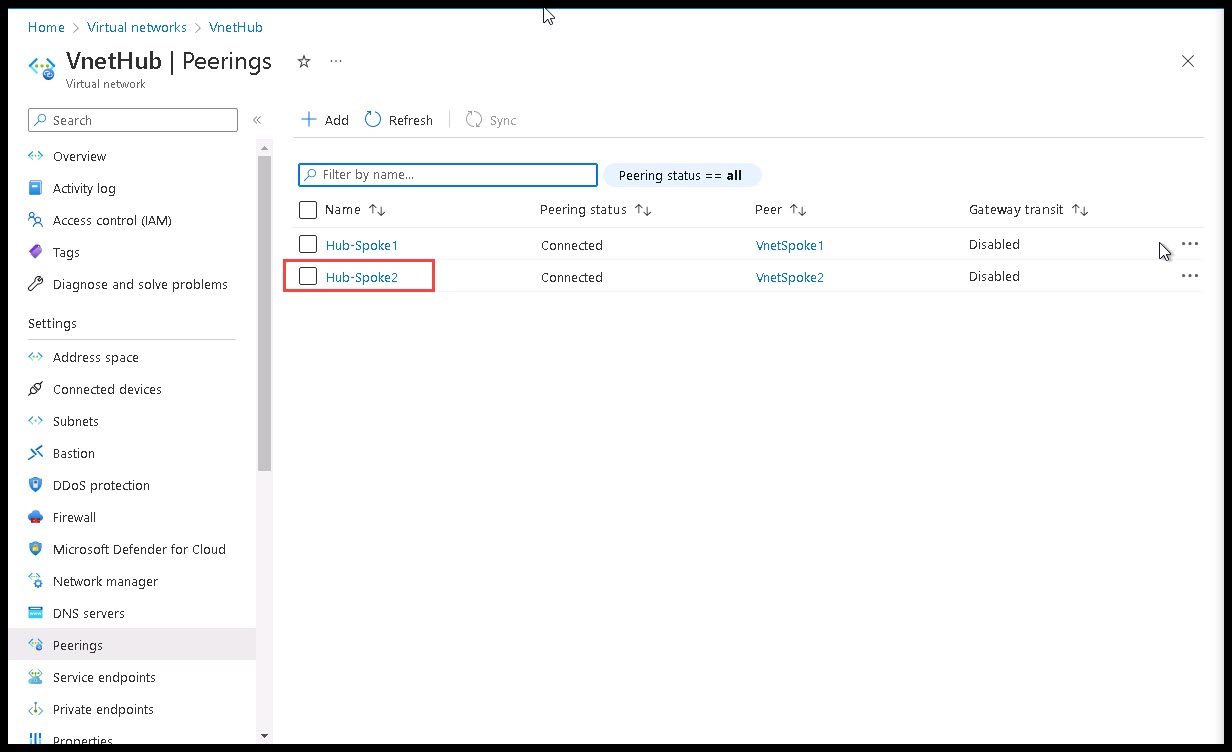 Home > Virtual networks > VnetHub
VnetHub | Peerings
Virtual network
Search
Overview
Activity log
Access control (IAM)
Tags
Diagnose and solve problems
Settings
Address space
Connected devices
Subnets
Bastion
DDoS protection
Firewall
Microsoft Defender for Cloud
Network manager
DNS servers
Peerings
Service endpoints
Private endpoints
Properties
Add Refresh Sync
Filter by name... Peering status == all
Name Peering status Peer Gateway transit
Hub-Spoke1 Connected VnetSpoke1 Disabled
Hub-Spoke2 Connected VnetSpoke2 Disabled